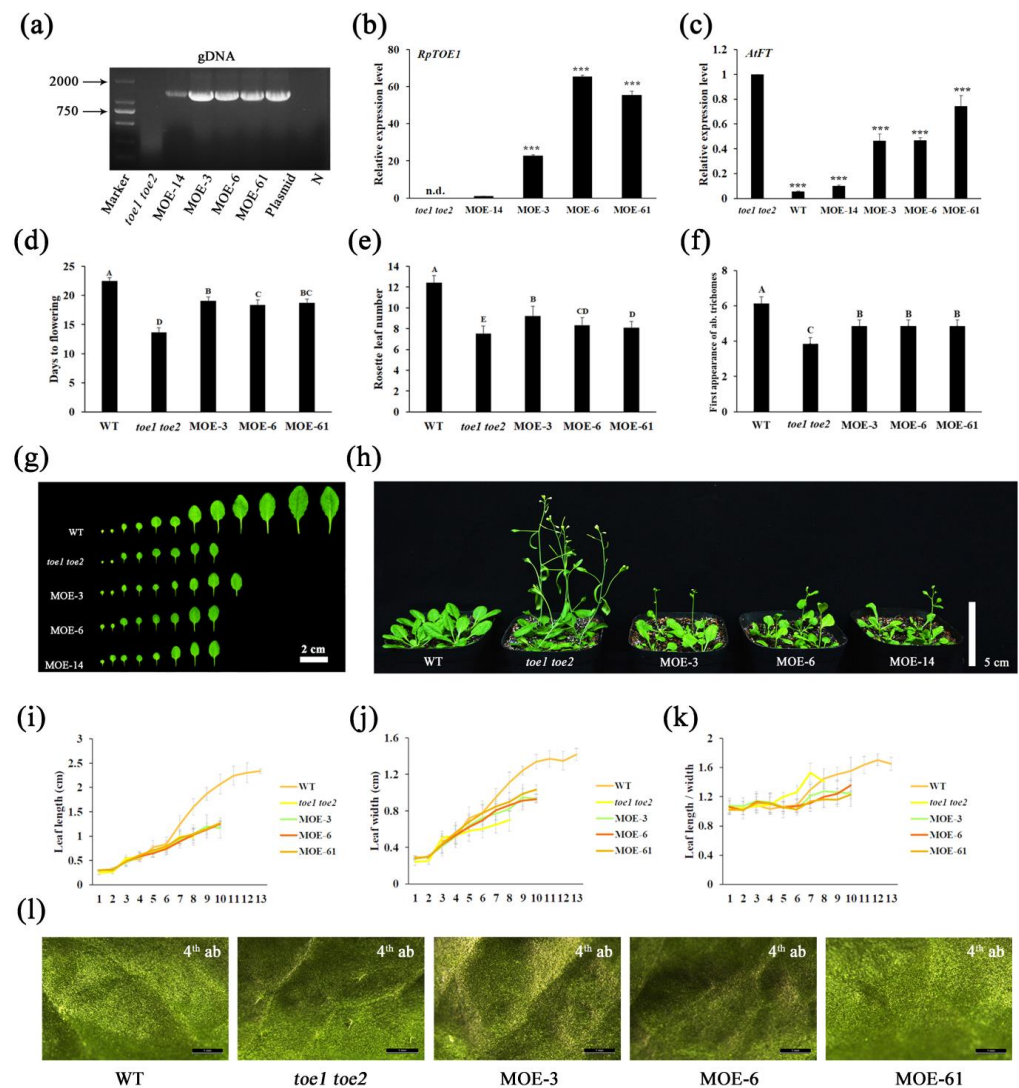 (a)
gDNA
2000
750
Marker
toe1 toe2
MOE-14
MOE-3
MOE-6
MOE-61
Plasmid
N
(b)
RpTOE1
Relative expression level
80
60
40
20
0
n.d.
***
***
***
toe1 toe2 MOE-14 MOE-3 MOE-6 MOE-61
(c)
AtFT
Relative expression level
1.2
1
0.8
0.6
0.4
0.2
0
***
***
***
***
***
toe1 toe2 WT MOE-14 MOE-3 MOE-6 MOE-61
(d)
Days to flowering
25
20
15
10
5
0
A
D
B
C
BC
WT toe1 toe2 MOE-3 MOE-6 MOE-61
(e)
Rosette leaf number
14
12
10
8
6
4
2
0
A
E
B
CD
D
WT toe1 toe2 MOE-3 MOE-6 MOE-61
(f)
First appearance of ab. trichomes
8
6
4
2
0
A
C
B
B
B
WT toe1 toe2 MOE-3 MOE-6 MOE-61
(g)
WT
toe1 toe2
MOE-3
MOE-6
MOE-14
2 cm
(h)
WT toe1 toe2 MOE-3 MOE-6 MOE-14
5 cm
(i)
Leaf length (cm)
3
2.5
2
1.5
1
0.5
0
1 2 3 4 5 6 7 8 9 10 11 12 13
WT
toe1 toe2
MOE-3
MOE-6
MOE-61
(j)
Leaf width (cm)
1.6
1.2
0.8
0.4
0
1 2 3 4 5 6 7 8 9 10 11 12 13
WT
toe1 toe2
MOE-3
MOE-6
MOE-61
(k)
Leaf length / width
2
1.6
1.2
0.8
0.4
0
1 2 3 4 5 6 7 8 9 10 11 12 13
WT
toe1 toe2
MOE-3
MOE-6
MOE-61
(l)
4th ab
4th ab
4th ab
4th ab
4th ab
WT toe1 toe2 MOE-3 MOE-6 MOE-61